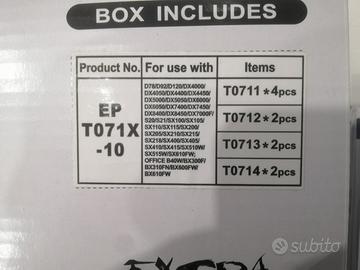 BOX INCLUDES
Product No. For use with Items
EP
T071X
-10
D78/D92/D120/DX4000/
DX4050/DX4400/DX4450/
DX5000/DX5050/DX6000/
DX6050/DX7400/DX7450/
DX8400/DX8450/DX7000F/
S20/S21/SX100/SX105/
SX110/SX115/SX200/
SX205/SX210/SX215/
SX218/SX400/SX405/
SX410/SX415/SX510W/
SX515W/SX610FW;
OFFICE B40W/BX300F/
BX310FN/BX600FW/
BX610FW
T0711*4pcs
T0712*2pcs
T0713*2pcs
T0714*2pcs
subito